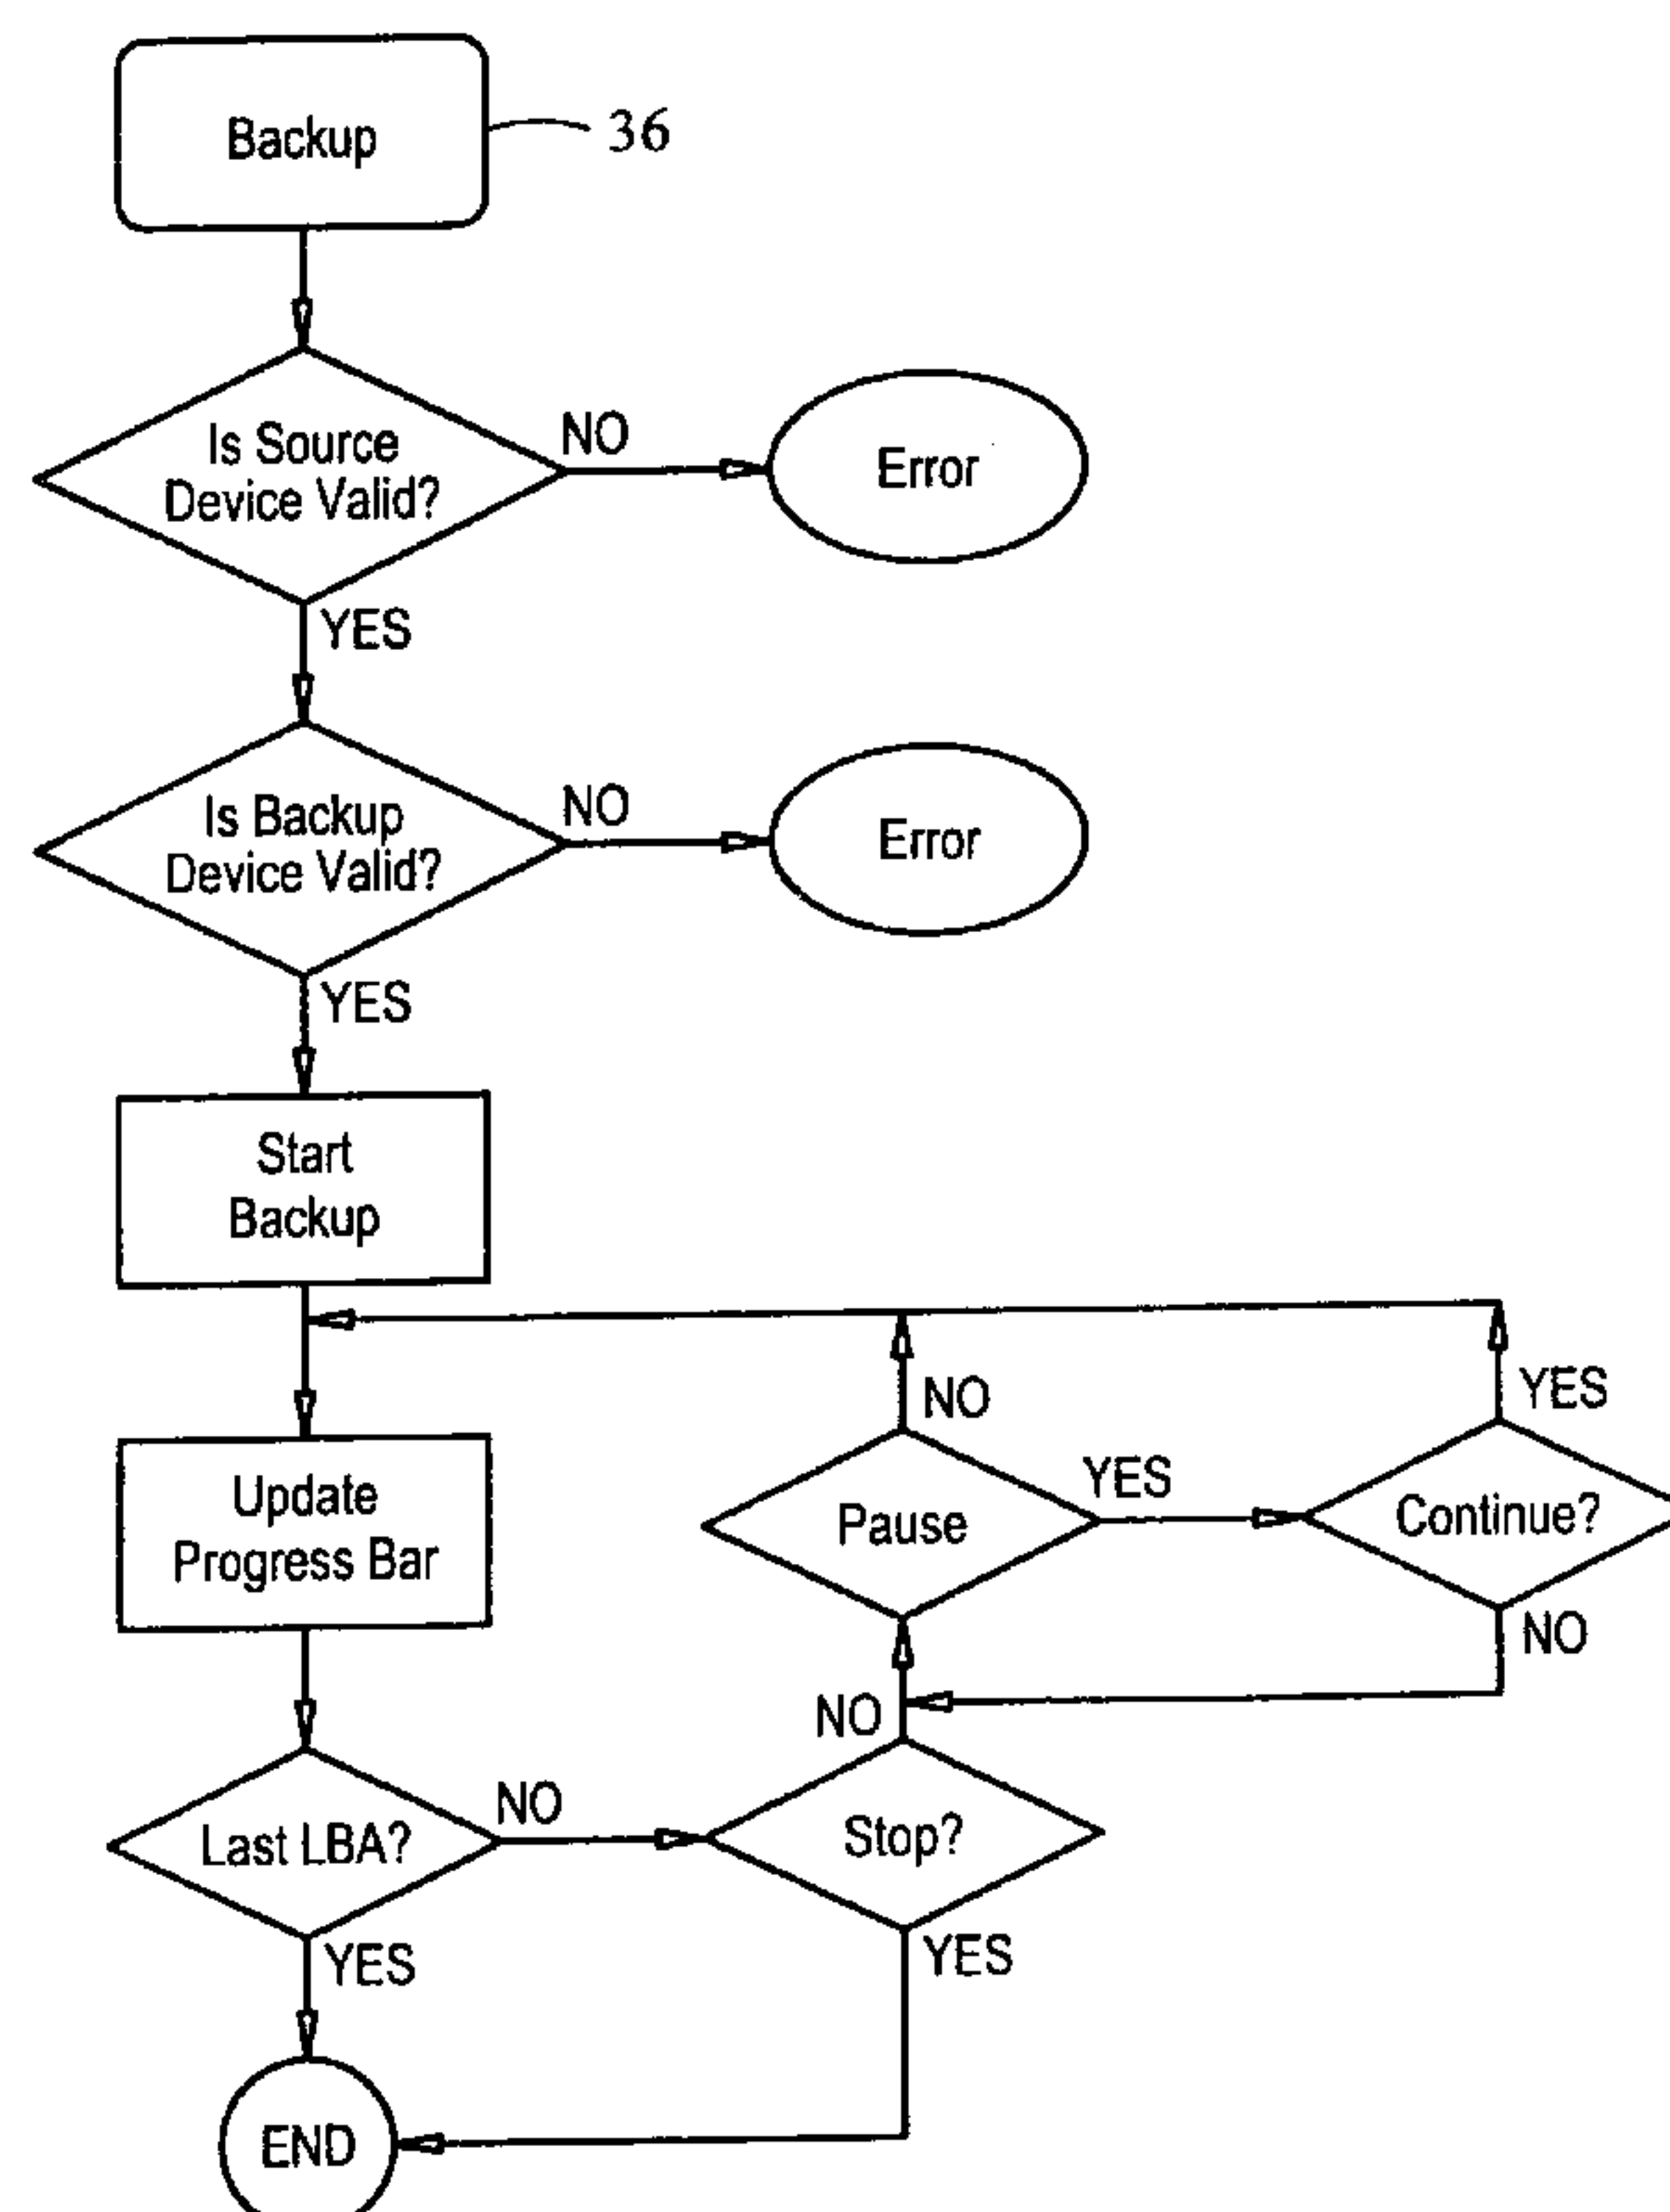 Backup
36
Is Source
Device Valid?
NO
Error
YES
Is Backup
Device Valid?
NO
Error
YES
Start
Backup
NO
YES
Update
Progress Bar
Pause
YES
Continue?
NO
NO
Last LBA?
NO
Stop?
YES
YES
END